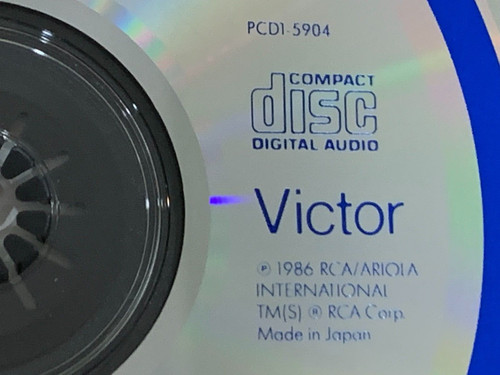 PCD1-5904
COMPACT
disc
DIGITAL AUDIO
Victor
℗ 1986 RCA/ARIOLA
INTERNATIONAL
TM(S) ® RCA Corp.
Made in Japan